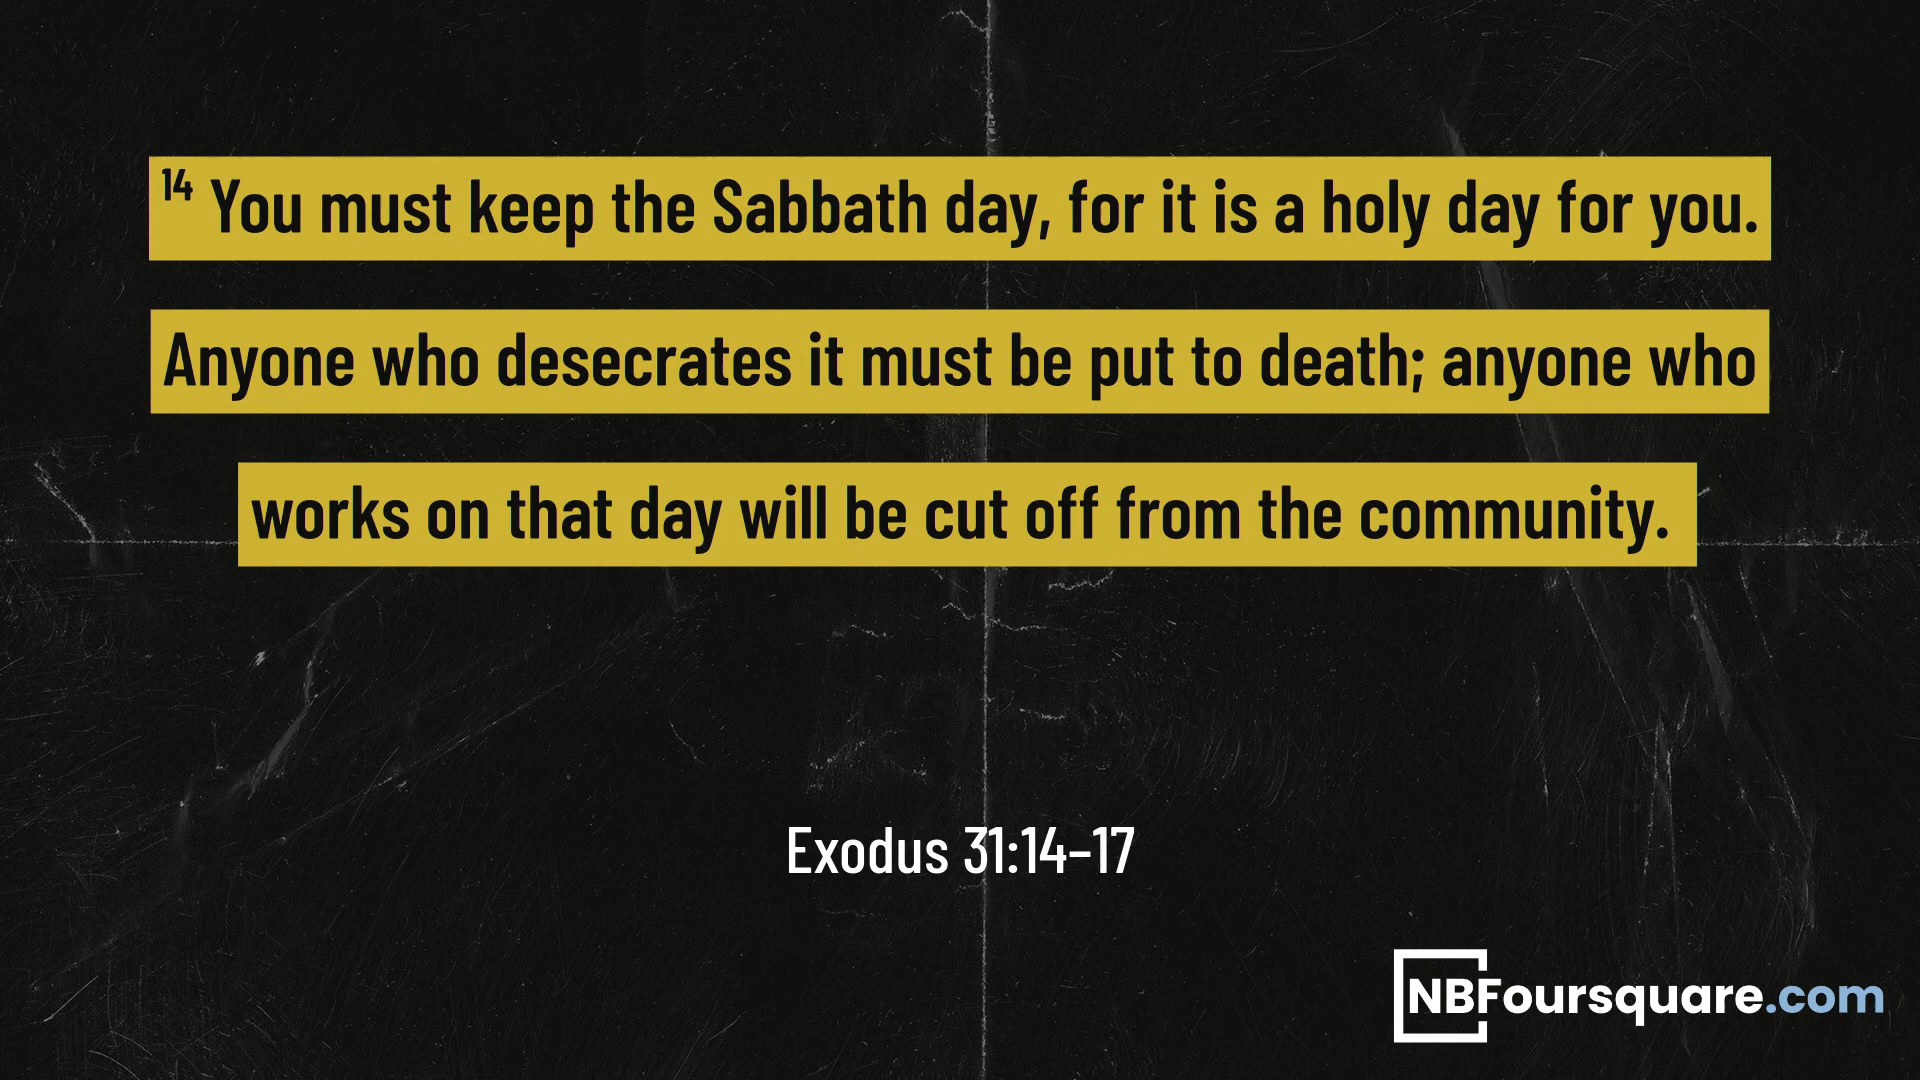 14 You must keep the Sabbath day, for it is a holy day for you.
Anyone who desecrates it must be put to death; anyone who
works on that day will be cut off from the community.
Exodus 31:14–17
NBFoursquare.com